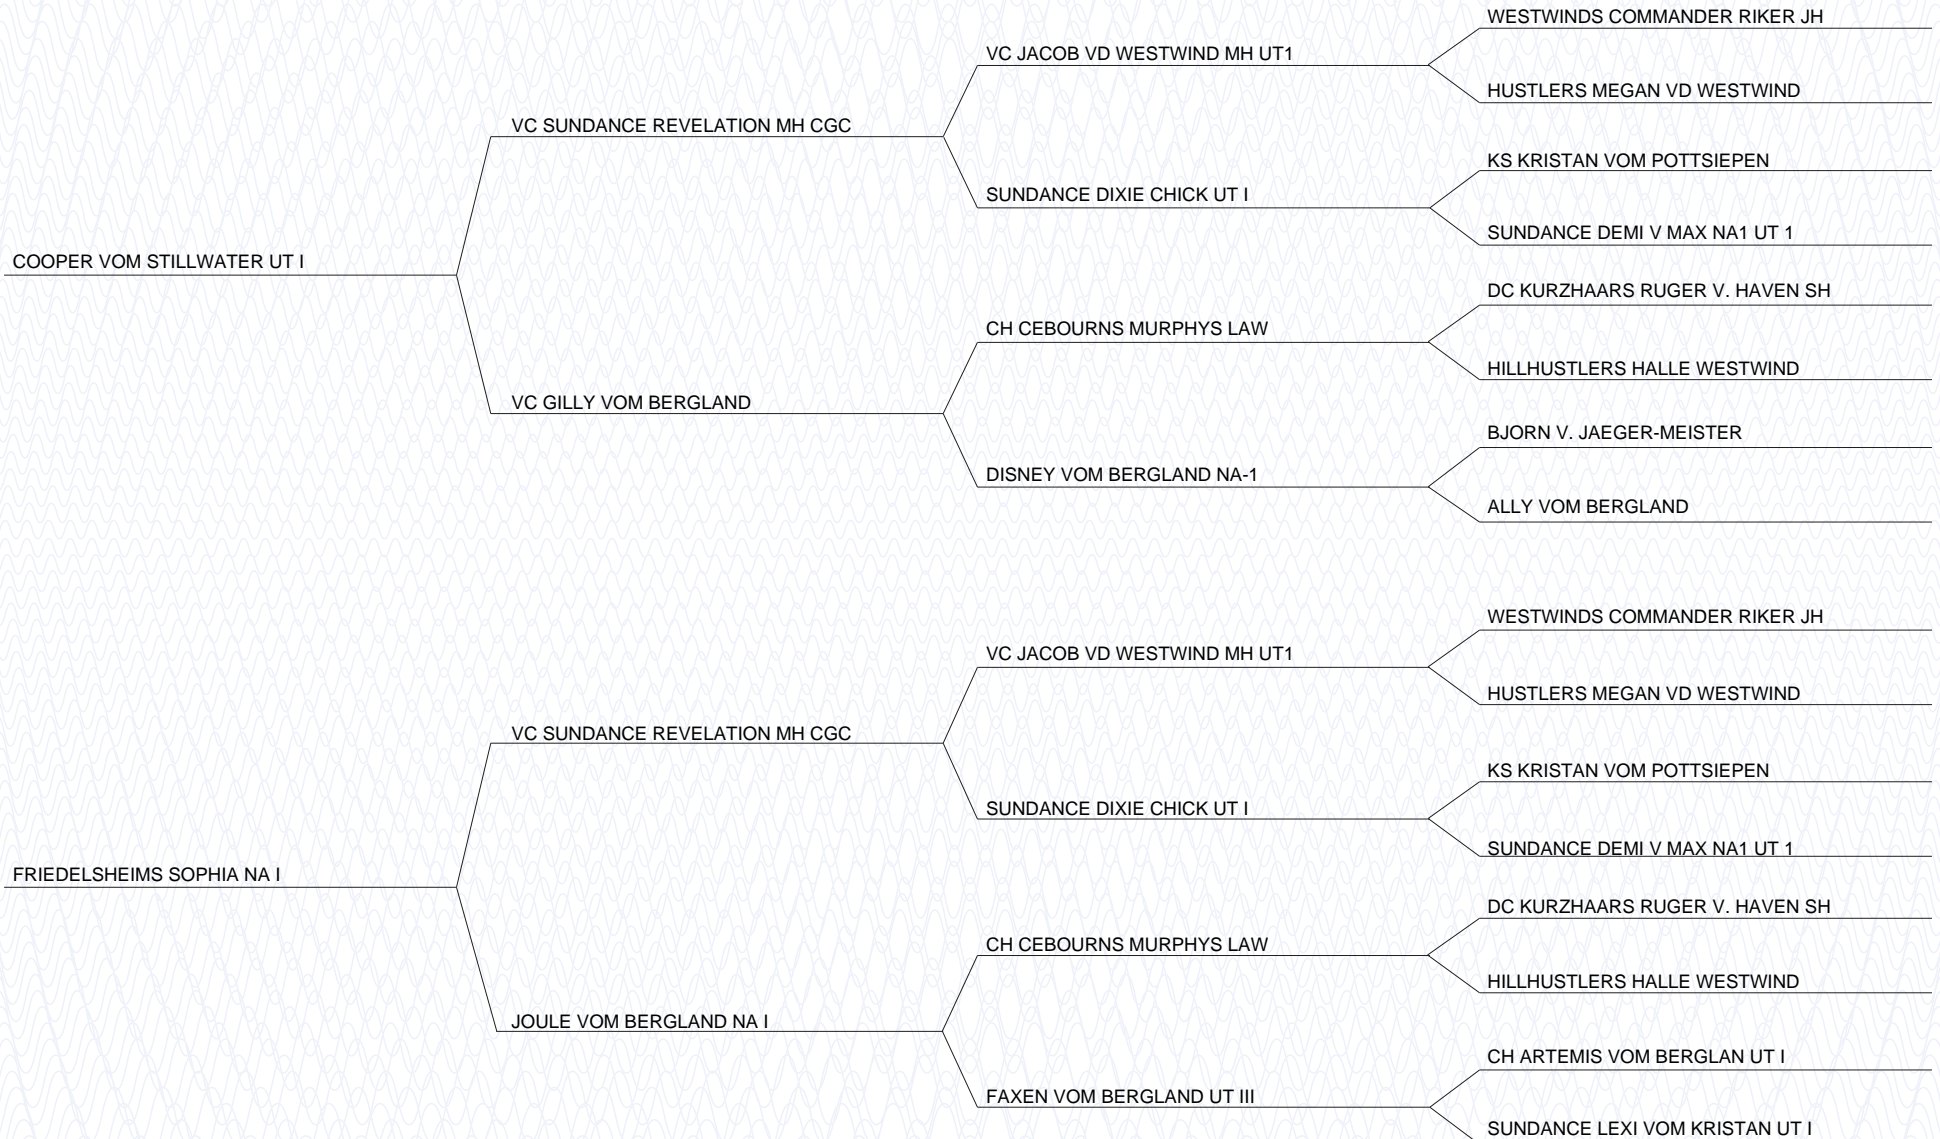 WESTWINDS COMMANDER RIKER JH
VC JACOB VD WESTWIND MH UT1
HUSTLERS MEGAN VD WESTWIND
VC SUNDANCE REVELATION MH CGC
KS KRISTAN VOM POTTSIEPEN
SUNDANCE DIXIE CHICK UT I
SUNDANCE DEMI V MAX NA1 UT 1
COOPER VOM STILLWATER UT I
DC KURZHAARS RUGER V. HAVEN SH
CH CEBOURNS MURPHYS LAW
HILLHUSTLERS HALLE WESTWIND
VC GILLY VOM BERGLAND
BJORN V. JAEGER-MEISTER
DISNEY VOM BERGLAND NA-1
ALLY VOM BERGLAND
WESTWINDS COMMANDER RIKER JH
VC JACOB VD WESTWIND MH UT1
HUSTLERS MEGAN VD WESTWIND
VC SUNDANCE REVELATION MH CGC
KS KRISTAN VOM POTTSIEPEN
SUNDANCE DIXIE CHICK UT I
SUNDANCE DEMI V MAX NA1 UT 1
FRIEDELSHEIMS SOPHIA NA I
DC KURZHAARS RUGER V. HAVEN SH
CH CEBOURNS MURPHYS LAW
HILLHUSTLERS HALLE WESTWIND
JOULE VOM BERGLAND NA I
CH ARTEMIS VOM BERGLAN UT I
FAXEN VOM BERGLAND UT III
SUNDANCE LEXI VOM KRISTAN UT I